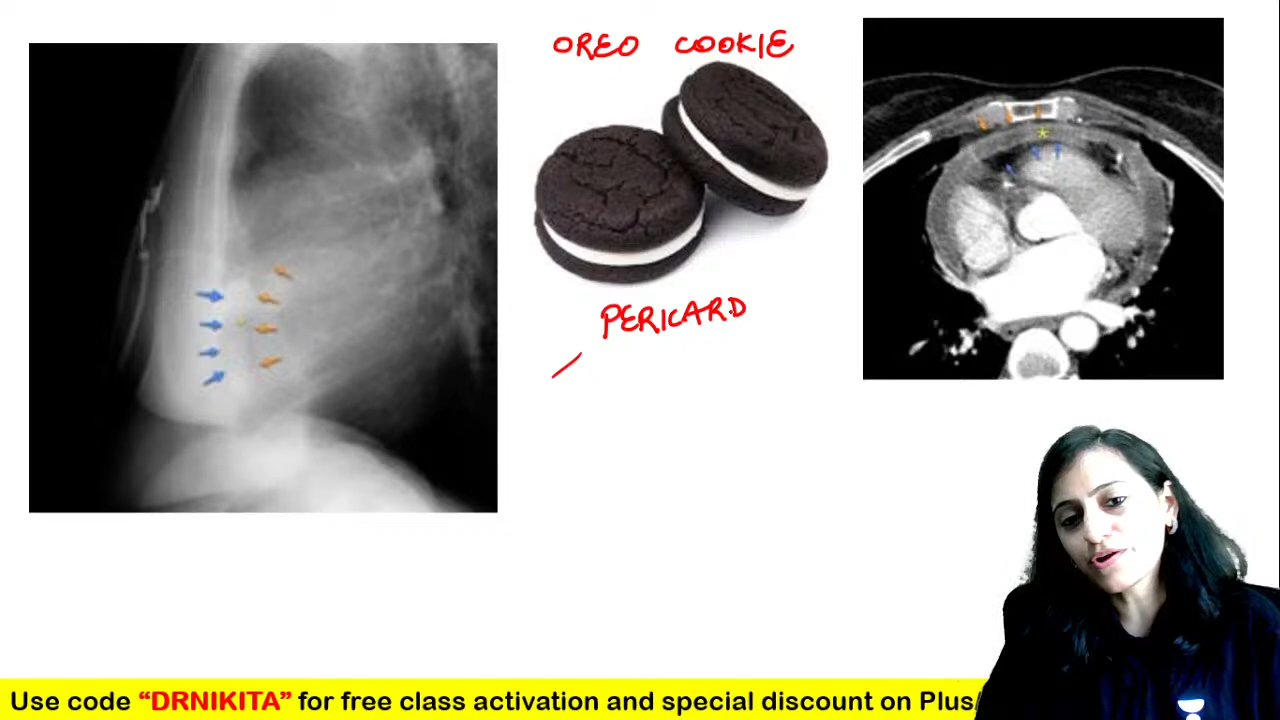 OREO COOKIE
PERICARD
Use code “DRNIKITA” for free class activation and special discount on Plus/